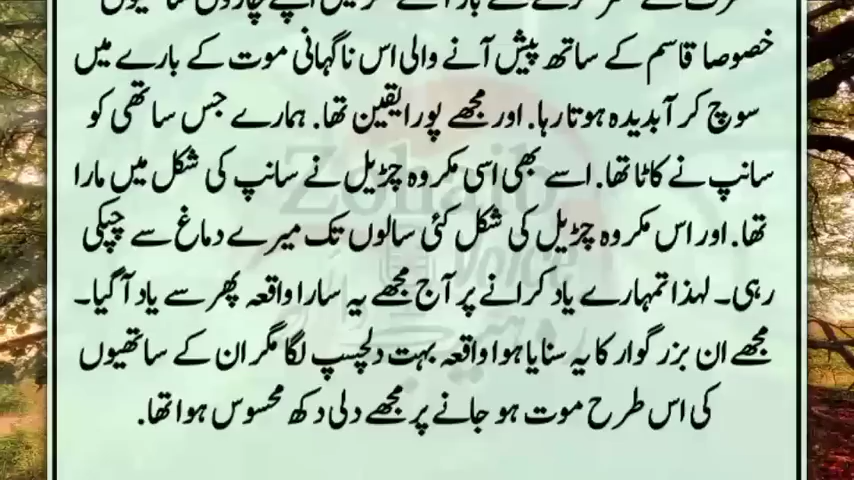 خصوصا قاسم کے ساتھ پیش آنے والی اس ناگہانی موت کے بارے میں
سوچ کر آبدیدہ ہوتا رہا. اور مجھے پورا یقین تھا. ہمارے جس ساتھی کو
سانپ نے کاٹا تھا. اسے بھی اسی مکروہ چڑیل نے سانپ کی شکل میں مارا
تھا. اور اس مکروہ چڑیل کی شکل کئی سالوں تک میرے دماغ سے چپکی
رہی۔ لہذا تمہارے یاد کرانے پر آج مجھے یہ سارا واقعہ پھر سے یاد آ گیا۔
مجھے ان بزرگوار کا یہ سنایا ہوا واقعہ بہت دلچسپ لگا مگر ان کے ساتھیوں
کی اس طرح موت ہو جانے پر مجھے دلی دکھ محسوس ہوا تھا.
Zohaib
Voice